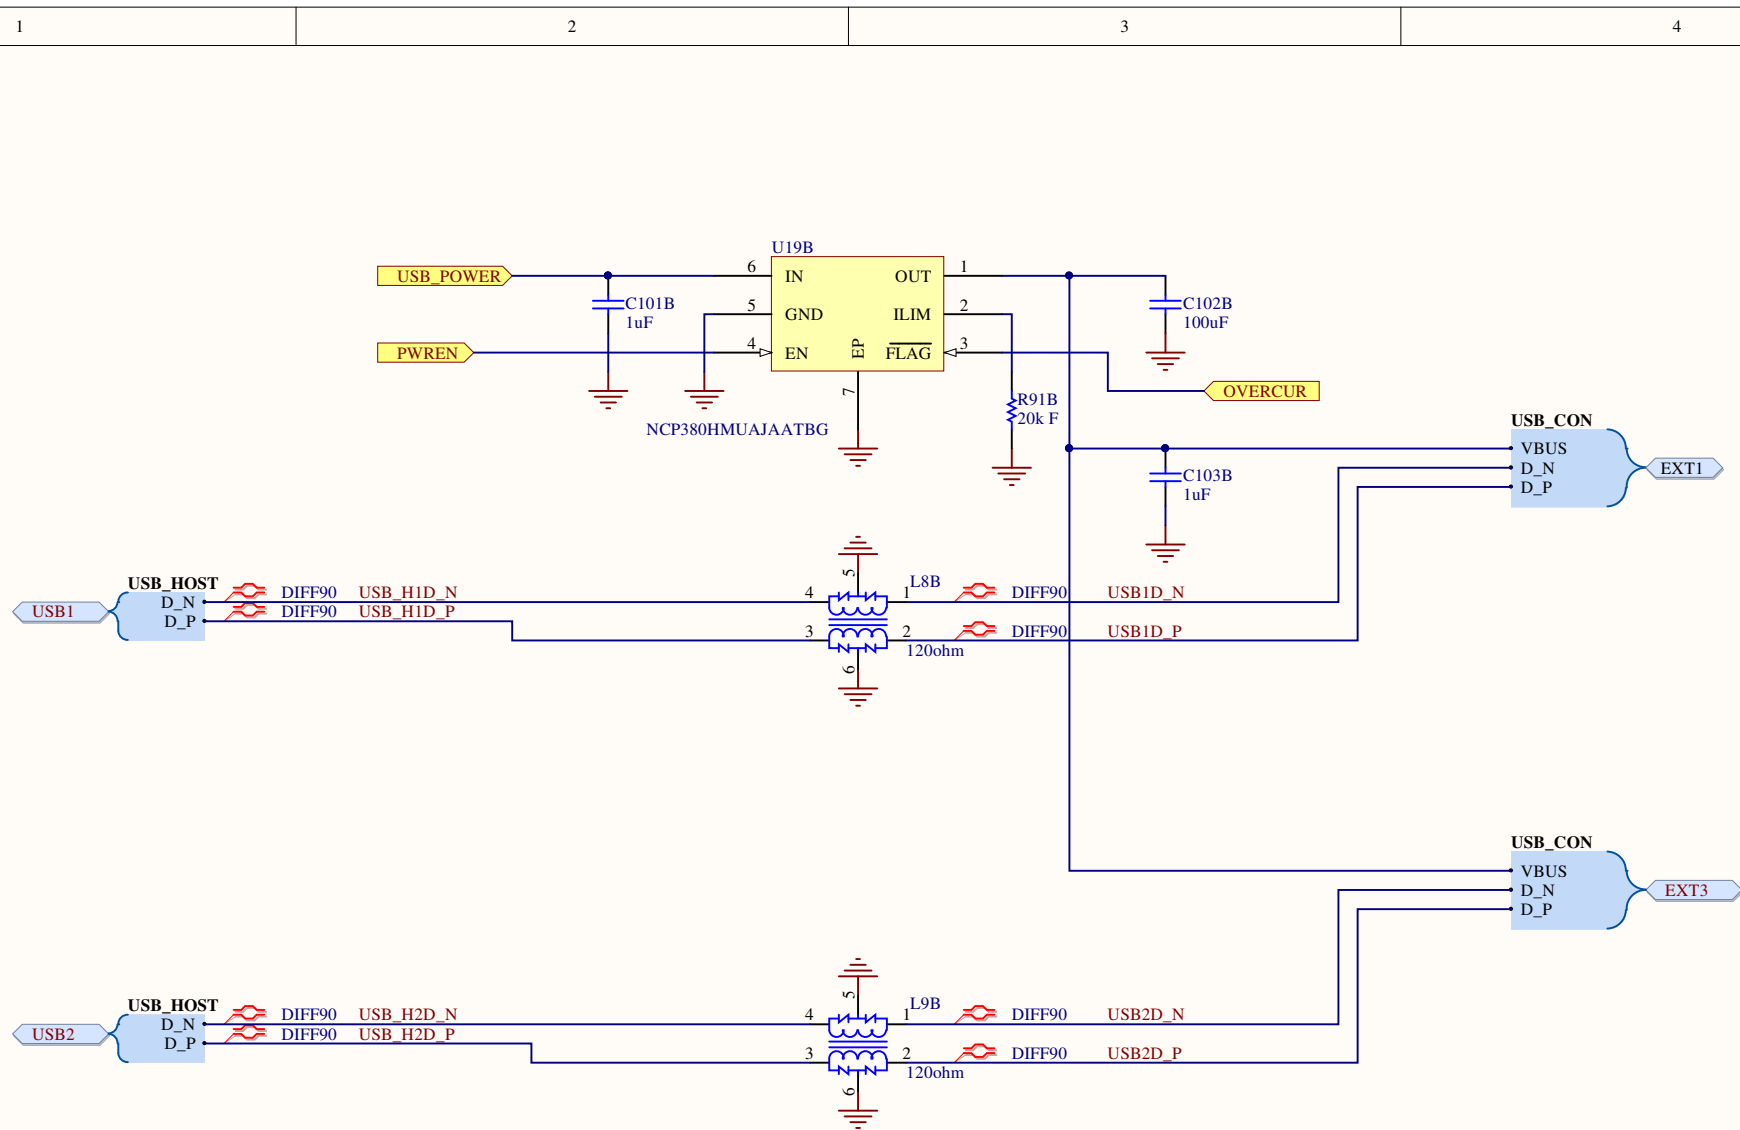 1 2 3 4
U19B
USB_POWER 6 IN OUT 1
C101B
1uF
5 GND ILIM 2
C102B
100uF
PWREN 4 EN EP FLAG 3
7
OVERCUR
R91B
20k F
NCP380HMUAJAATBG
USB_CON
VBUS
D_N
D_P
EXT1
C103B
1uF
USB_HOST
USB1
D_N DIFF90 USB_H1D_N 4 5 1 L8B DIFF90 USB1D_N
D_P DIFF90 USB_H1D_P 3 6 2 DIFF90 USB1D_P
120ohm
USB_CON
VBUS
D_N
D_P
EXT3
USB_HOST
USB2
D_N DIFF90 USB_H2D_N 4 5 1 L9B DIFF90 USB2D_N
D_P DIFF90 USB_H2D_P 3 6 2 DIFF90 USB2D_P
120ohm